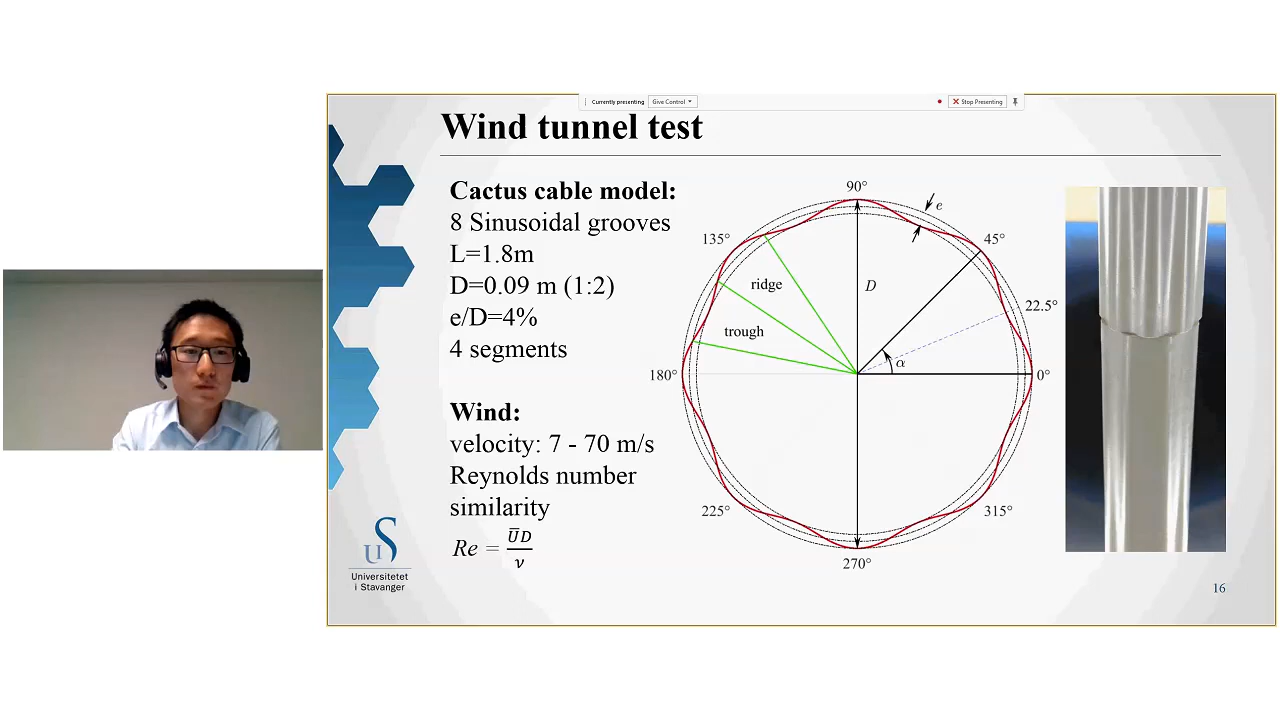 Currently presenting
Give Control
Stop Presenting
Wind tunnel test
Cactus cable model:
8 Sinusoidal grooves
L=1.8m
D=0.09 m (1:2)
e/D=4%
4 segments
Wind:
velocity: 7 - 70 m/s
Reynolds number
similarity
Re = ŪD/ν
90°
e
135°
45°
ridge
D
22.5°
trough
α
180°
0°
225°
315°
270°
US
Universitetet
i Stavanger
16